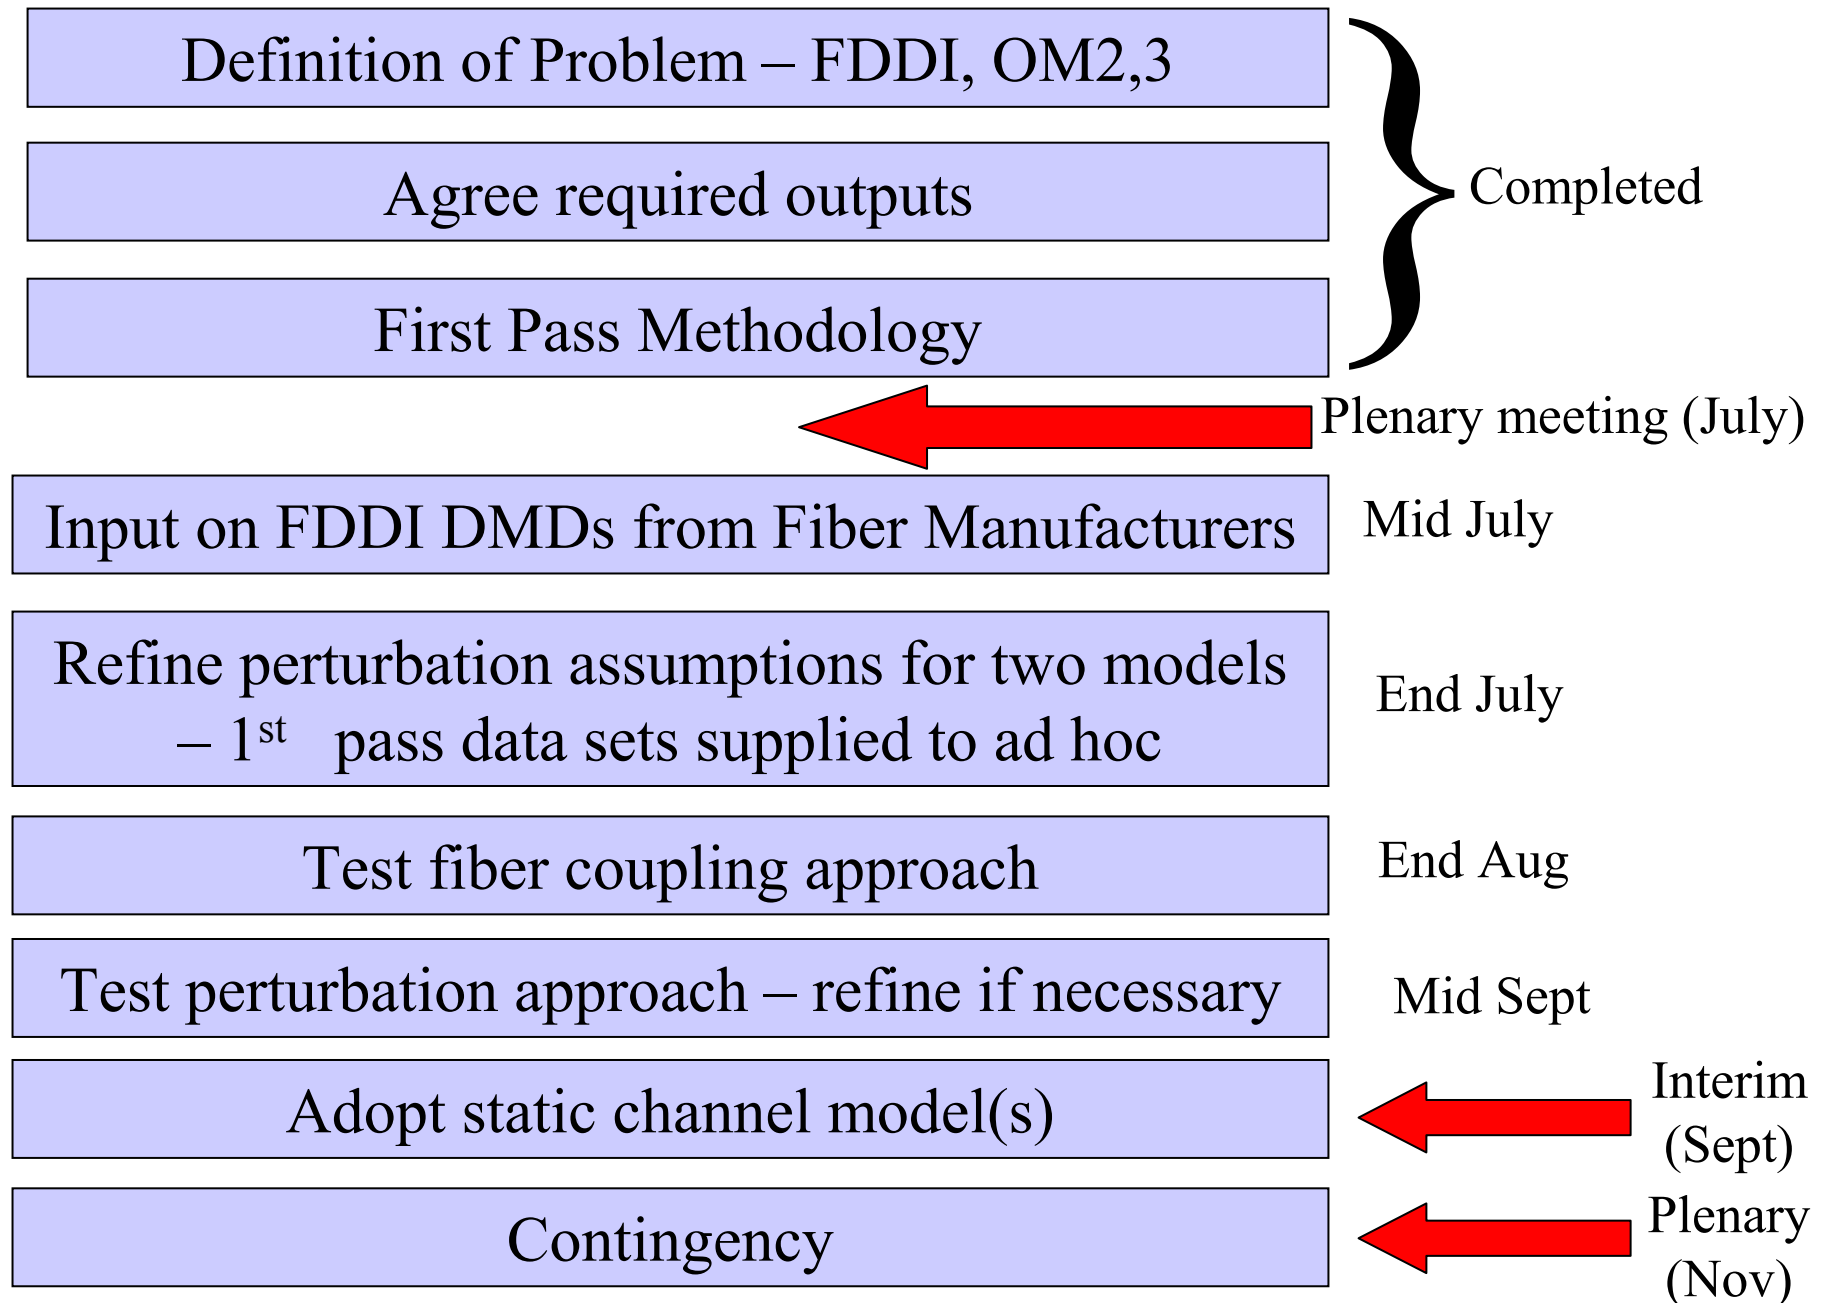 Definition of Problem – FDDI, OM2,3
Agree required outputs
Completed
First Pass Methodology
Plenary meeting (July)
Input on FDDI DMDs from Fiber Manufacturers
Mid July
Refine perturbation assumptions for two models
– 1st pass data sets supplied to ad hoc
End July
Test fiber coupling approach
End Aug
Test perturbation approach – refine if necessary
Mid Sept
Adopt static channel model(s)
Interim
(Sept)
Contingency
Plenary
(Nov)